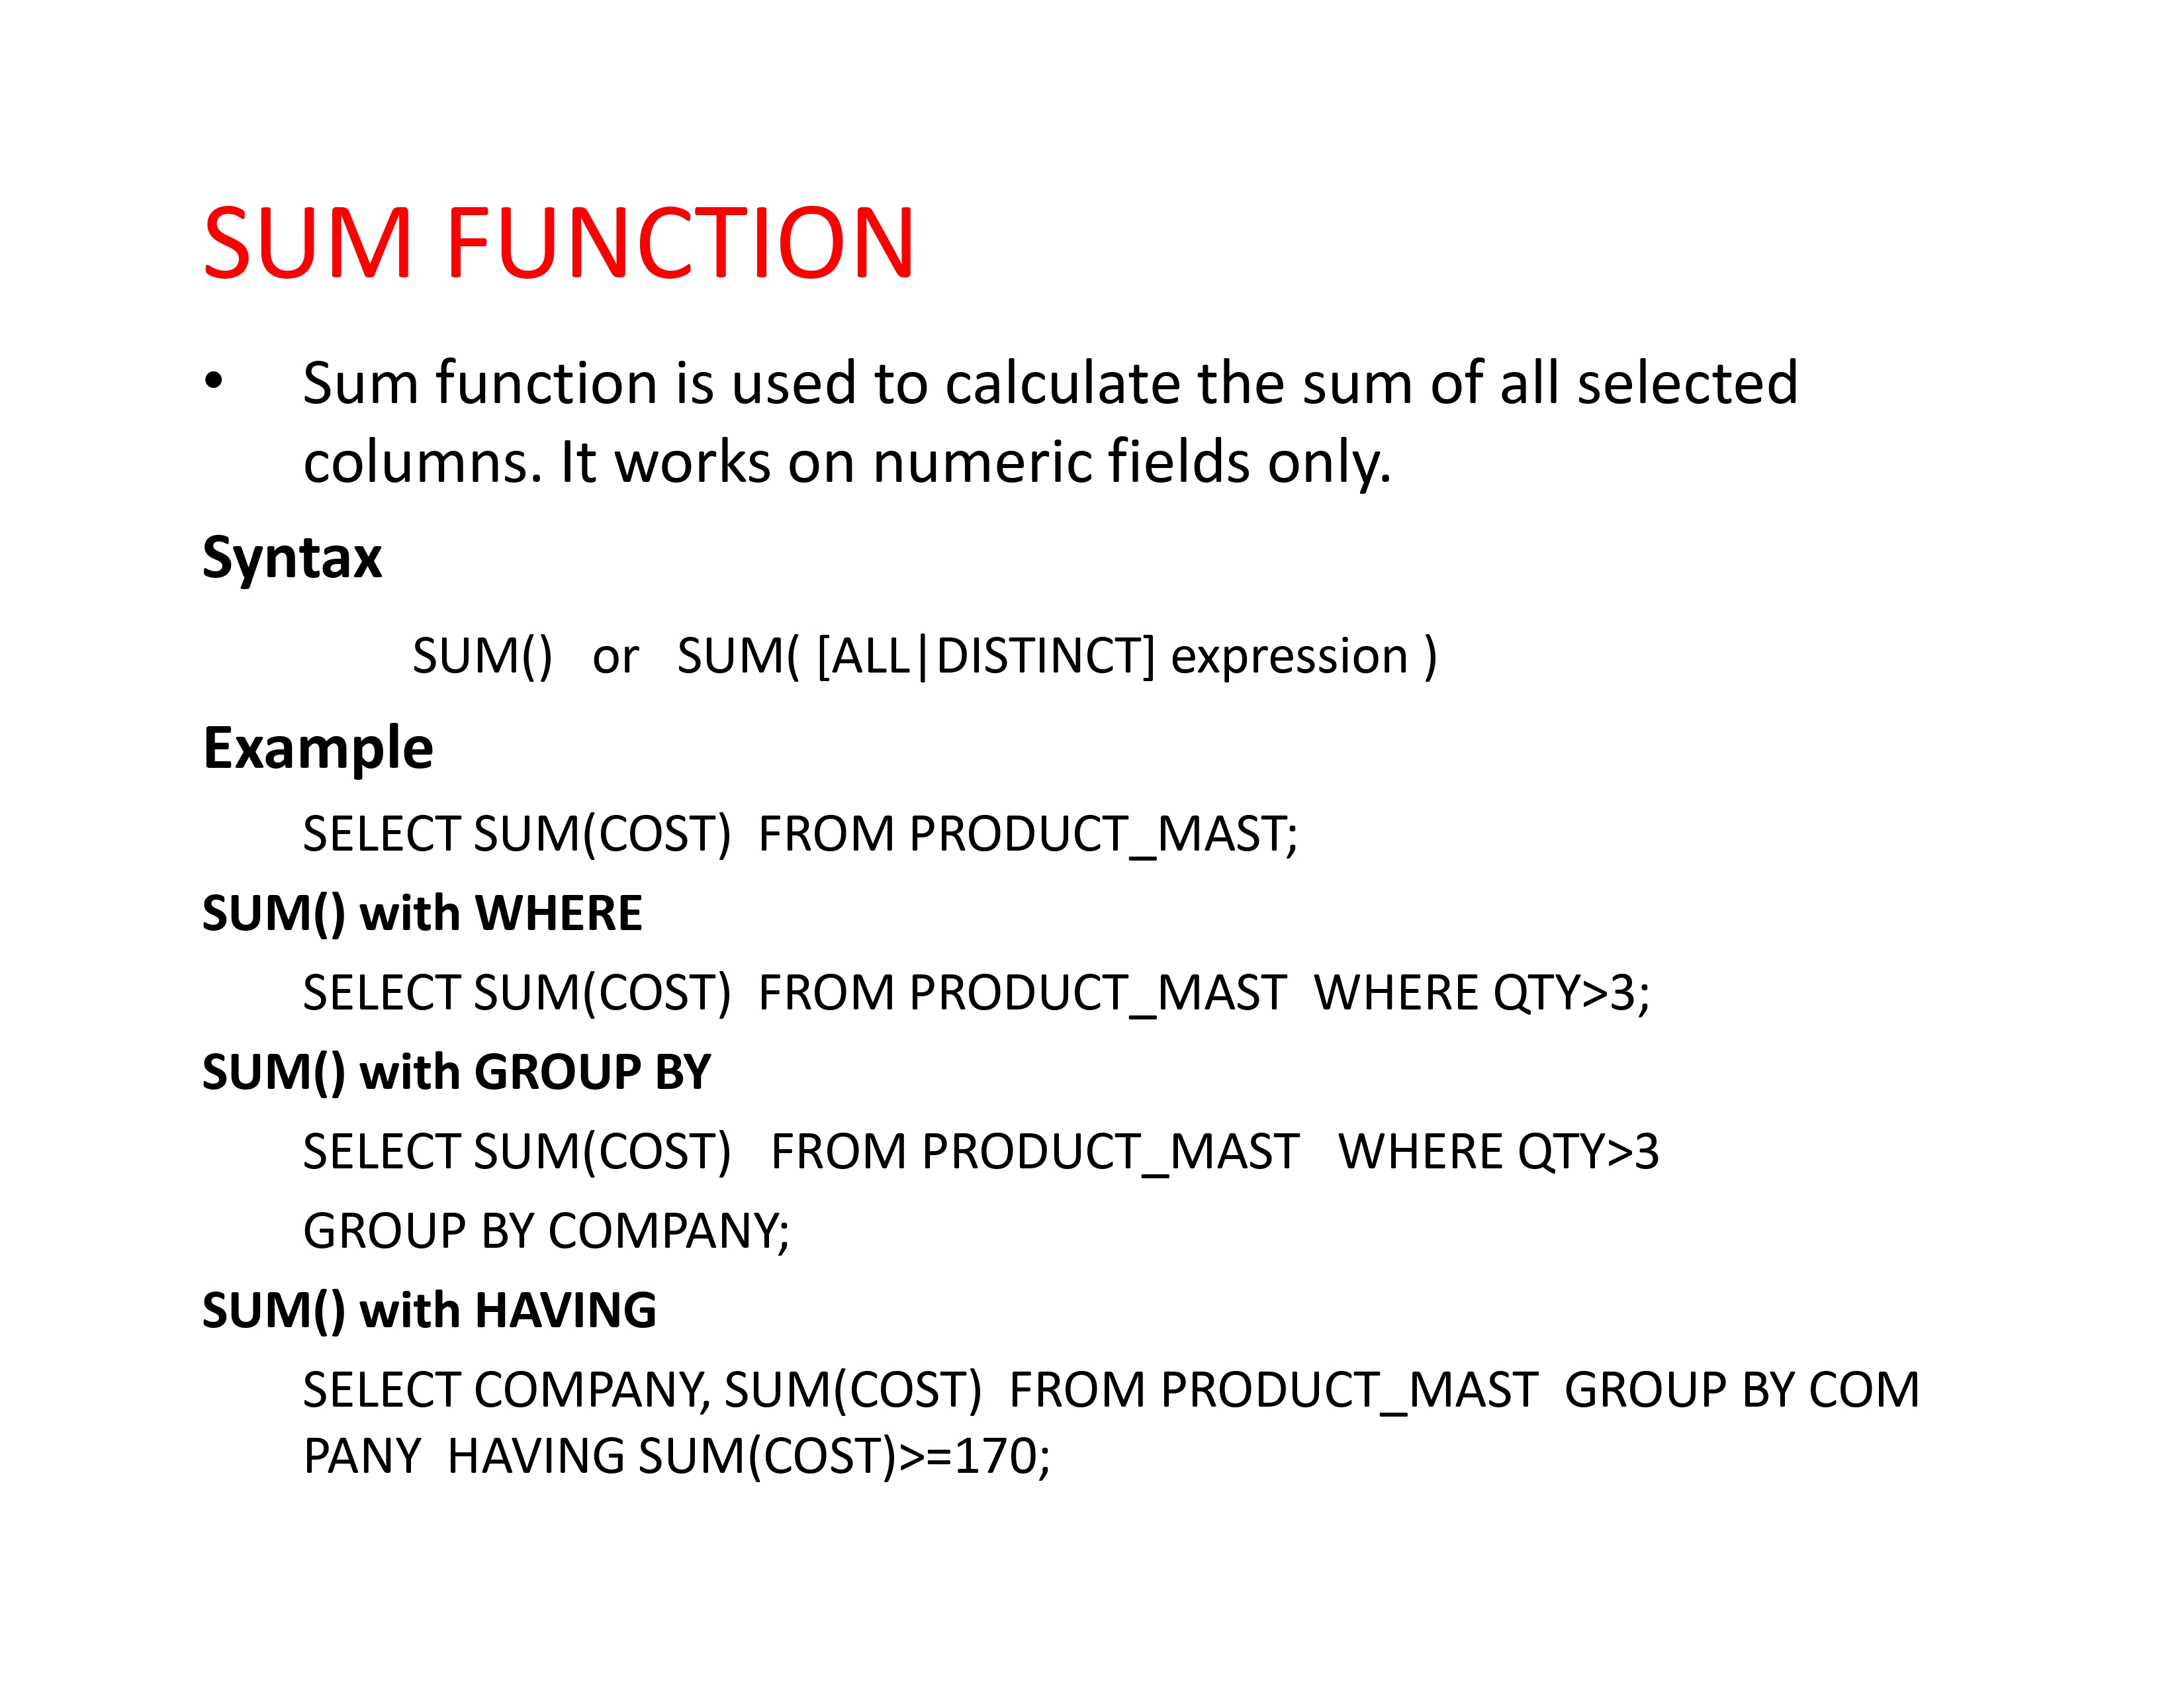 SUM FUNCTION
• Sum function is used to calculate the sum of all selected
columns. It works on numeric fields only.
Syntax
SUM() or SUM( [ALL|DISTINCT] expression )
Example
SELECT SUM(COST) FROM PRODUCT_MAST;
SUM() with WHERE
SELECT SUM(COST) FROM PRODUCT_MAST WHERE QTY>3;
SUM() with GROUP BY
SELECT SUM(COST) FROM PRODUCT_MAST WHERE QTY>3
GROUP BY COMPANY;
SUM() with HAVING
SELECT COMPANY, SUM(COST) FROM PRODUCT_MAST GROUP BY COM
PANY HAVING SUM(COST)>=170;